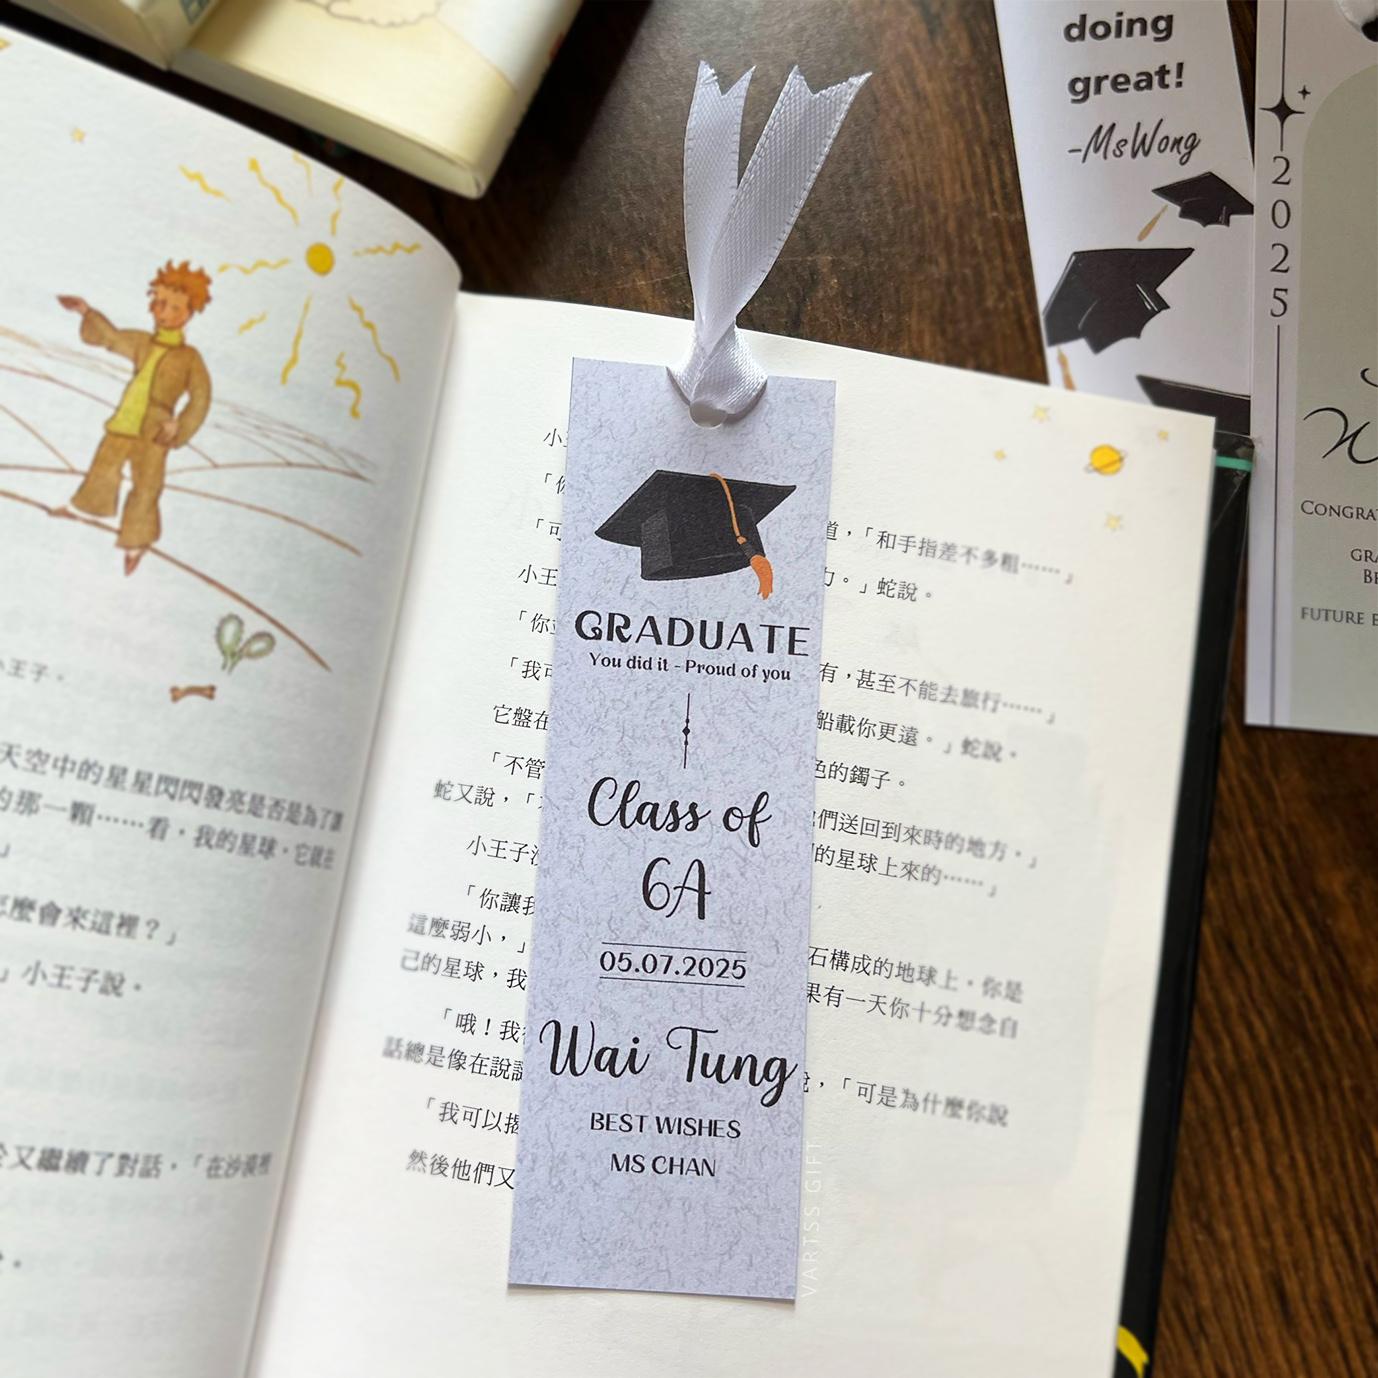 GRADUATE
You did it - Proud of you
Class of
6A
05.07.2025
Wai Tung
BEST WISHES
MS CHAN
VARTSS GIFT
doing
great!
-MsWong
2025
小王子。
天空中的星星閃閃發亮是否是為了讓
的那一顆⋯⋯看，我的星球，它就在
」
會來這裡？」
」小王子說。
又繼續了對話，「在沙漠裡
道，「和手指差不多粗⋯⋯」
小王
。」蛇說。
「你
「我可
有，甚至不能去旅行⋯⋯」
它盤在
船載你更遠。」蛇說。
「不管
色的鐲子。
蛇又說，「
們送回到來時的地方。」
小王子
的星球上來的⋯⋯」
「你讓我
這麼弱小，」
石構成的地球上。你是
己的星球，我
果有一天你十分想念自
「哦！我
話總是像在說
，「可是為什麼你說
「我可以
然後他們又